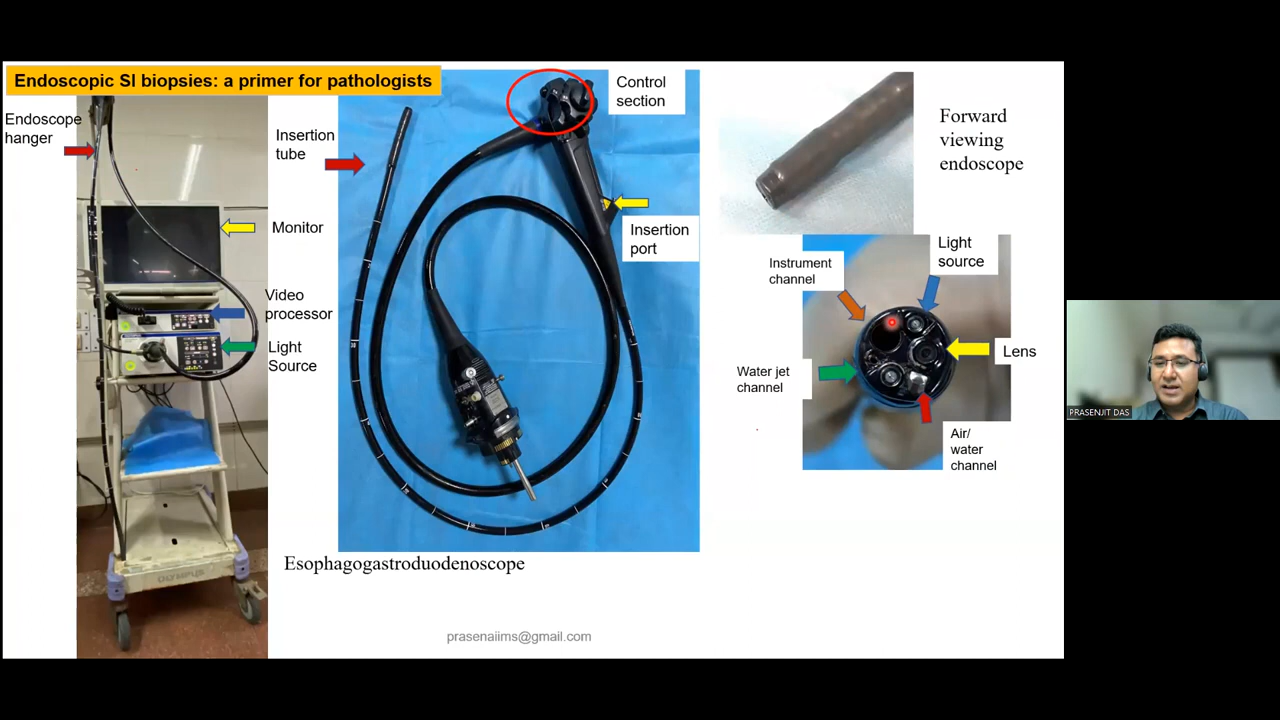 Endoscopic SI biopsies: a primer for pathologists
Endoscope
hanger
Monitor
Video
processor
Light
Source
Insertion
tube
Control
section
Insertion
port
Esophagogastroduodenoscope
Forward
viewing
endoscope
Instrument
channel
Light
source
Lens
Water jet
channel
Air/
water
channel
prasenaiims@gmail.com
OLYMPUS
PRASENJIT DAS